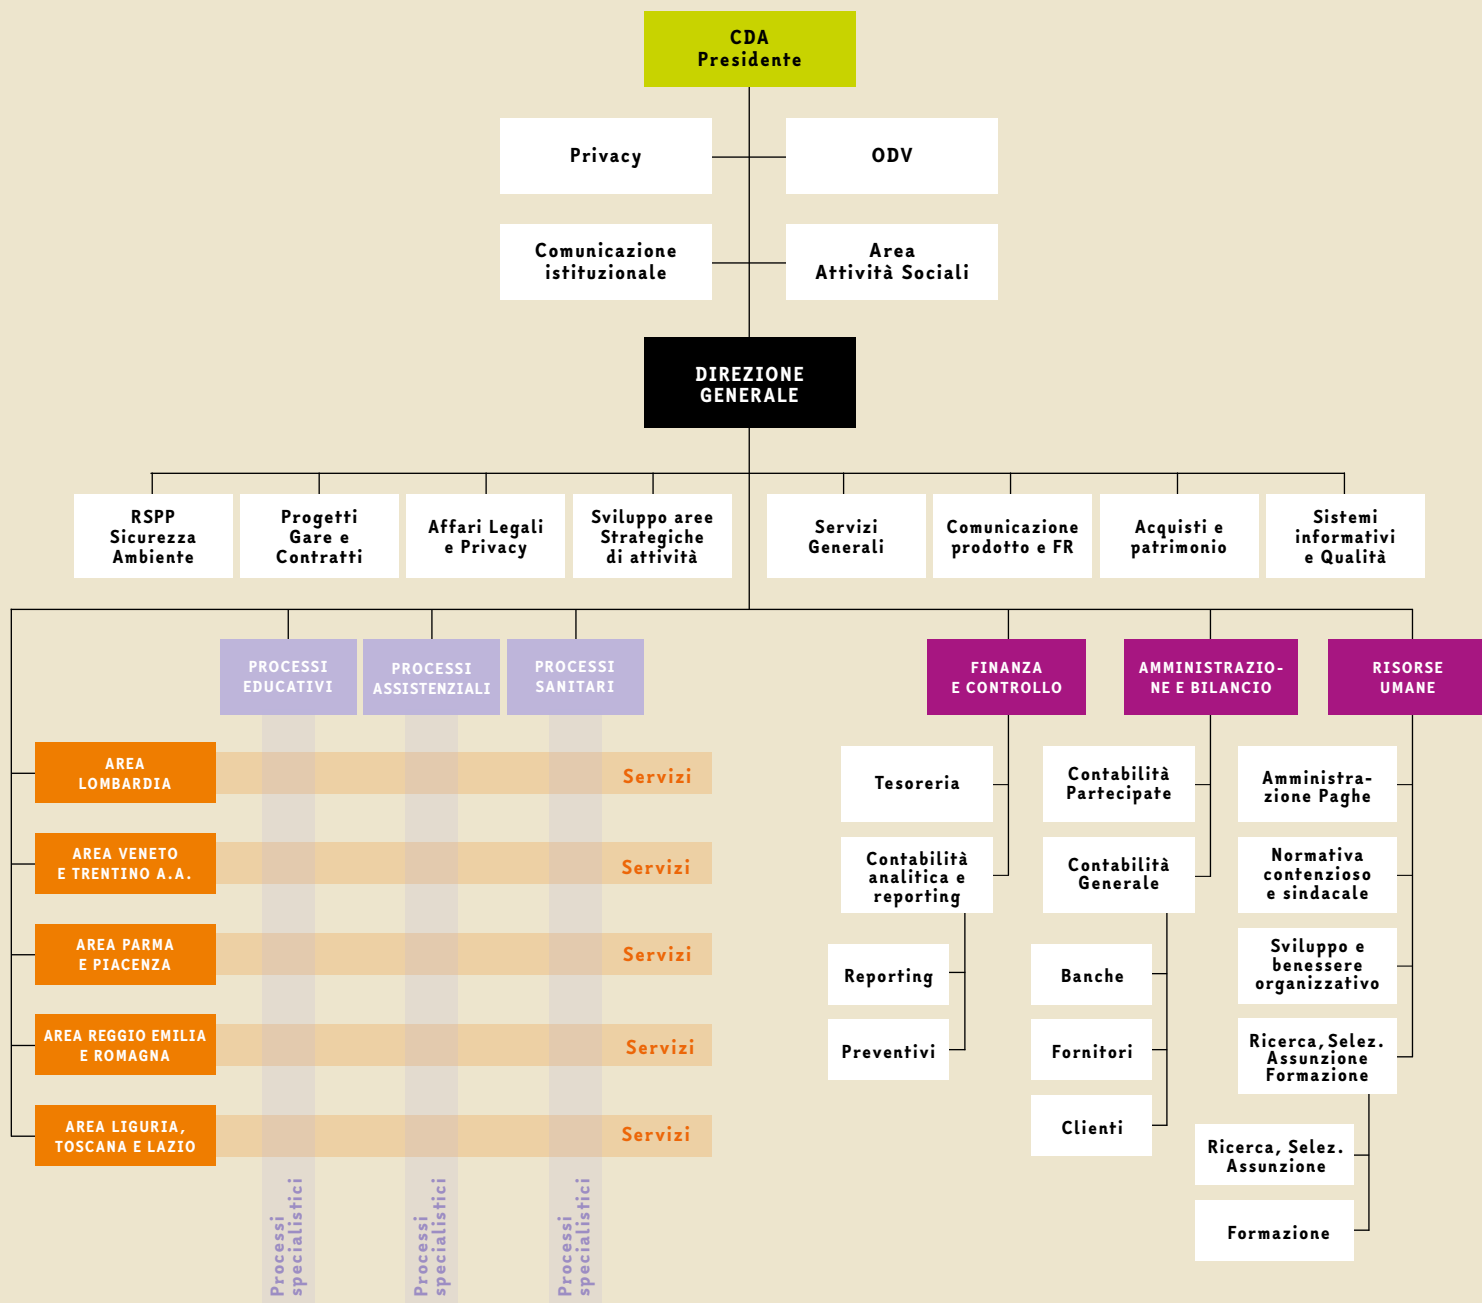 CDA
Presidente
Privacy
ODV
Comunicazione
istituzionale
Area
Attività Sociali
DIREZIONE
GENERALE
RSPP
Sicurezza
Ambiente
Progetti
Gare e
Contratti
Affari Legali
e Privacy
Sviluppo aree
Strategiche
di attività
Servizi
Generali
Comunicazione
prodotto e FR
Acquisti e
patrimonio
Sistemi
informativi
e Qualità
PROCESSI
EDUCATIVI
PROCESSI
ASSISTENZIALI
PROCESSI
SANITARI
FINANZA
E CONTROLLO
AMMINISTRAZIO-
NE E BILANCIO
RISORSE
UMANE
AREA
LOMBARDIA
Servizi
AREA VENETO
E TRENTINO A.A.
Servizi
AREA PARMA
E PIACENZA
Servizi
AREA REGGIO EMILIA
E ROMAGNA
Servizi
AREA LIGURIA,
TOSCANA E LAZIO
Servizi
Processi
specialistici
Processi
specialistici
Processi
specialistici
Tesoreria
Contabilità
analitica e
reporting
Reporting
Preventivi
Contabilità
Partecipate
Contabilità
Generale
Banche
Fornitori
Clienti
Amministra-
zione Paghe
Normativa
contenzioso
e sindacale
Sviluppo e
benessere
organizzativo
Ricerca, Selez.
Assunzione
Formazione
Ricerca, Selez.
Assunzione
Formazione